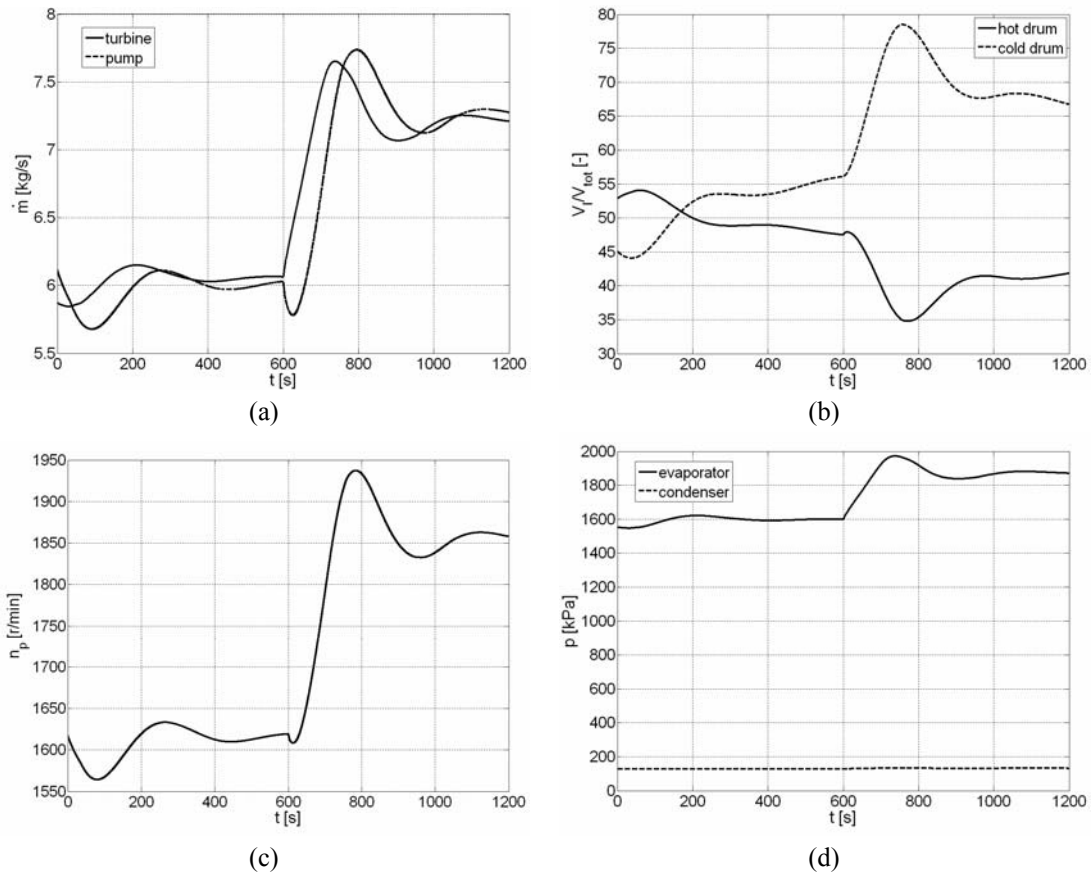 turbine
pump
8
7.5
7
6.5
6
5.5
ṁ [kg/s]
0 200 400 600 800 1000 1200
t [s]
(a)
hot drum
cold drum
80
75
70
65
60
55
50
45
40
35
30
V_l/V_tot [-]
0 200 400 600 800 1000 1200
t [s]
(b)
1950
1900
1850
1800
1750
1700
1650
1600
1550
n_p [r/min]
0 200 400 600 800 1000 1200
t [s]
(c)
evaporator
condenser
2000
1800
1600
1400
1200
1000
800
600
400
200
0
p [kPa]
0 200 400 600 800 1000 1200
t [s]
(d)